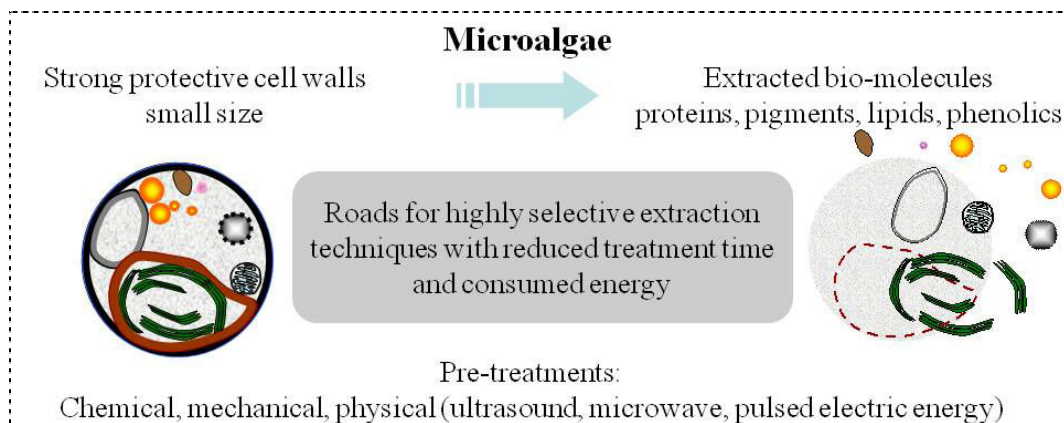 Microalgae
Strong protective cell walls
small size
Extracted bio-molecules
proteins, pigments, lipids, phenolics
Roads for highly selective extraction
techniques with reduced treatment time
and consumed energy
Pre-treatments:
Chemical, mechanical, physical (ultrasound, microwave, pulsed electric energy)